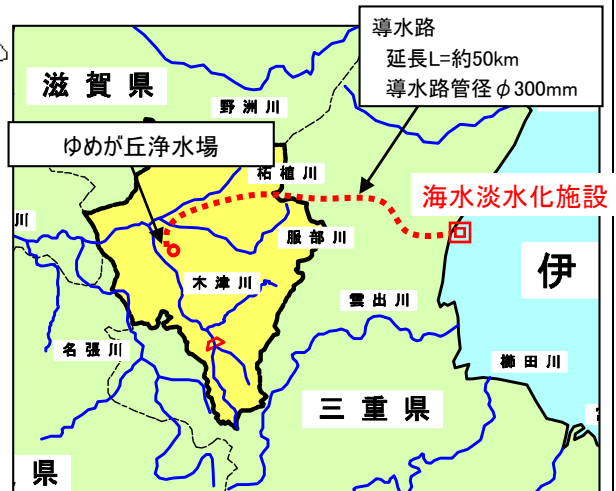 導水路
延長L=約50km
導水路管径φ300mm
滋賀県
野洲川
ゆめが丘浄水場
柘植川
海水淡水化施設
川
服部川
伊
木津川
雲出川
名張川
櫛田川
三重県
県